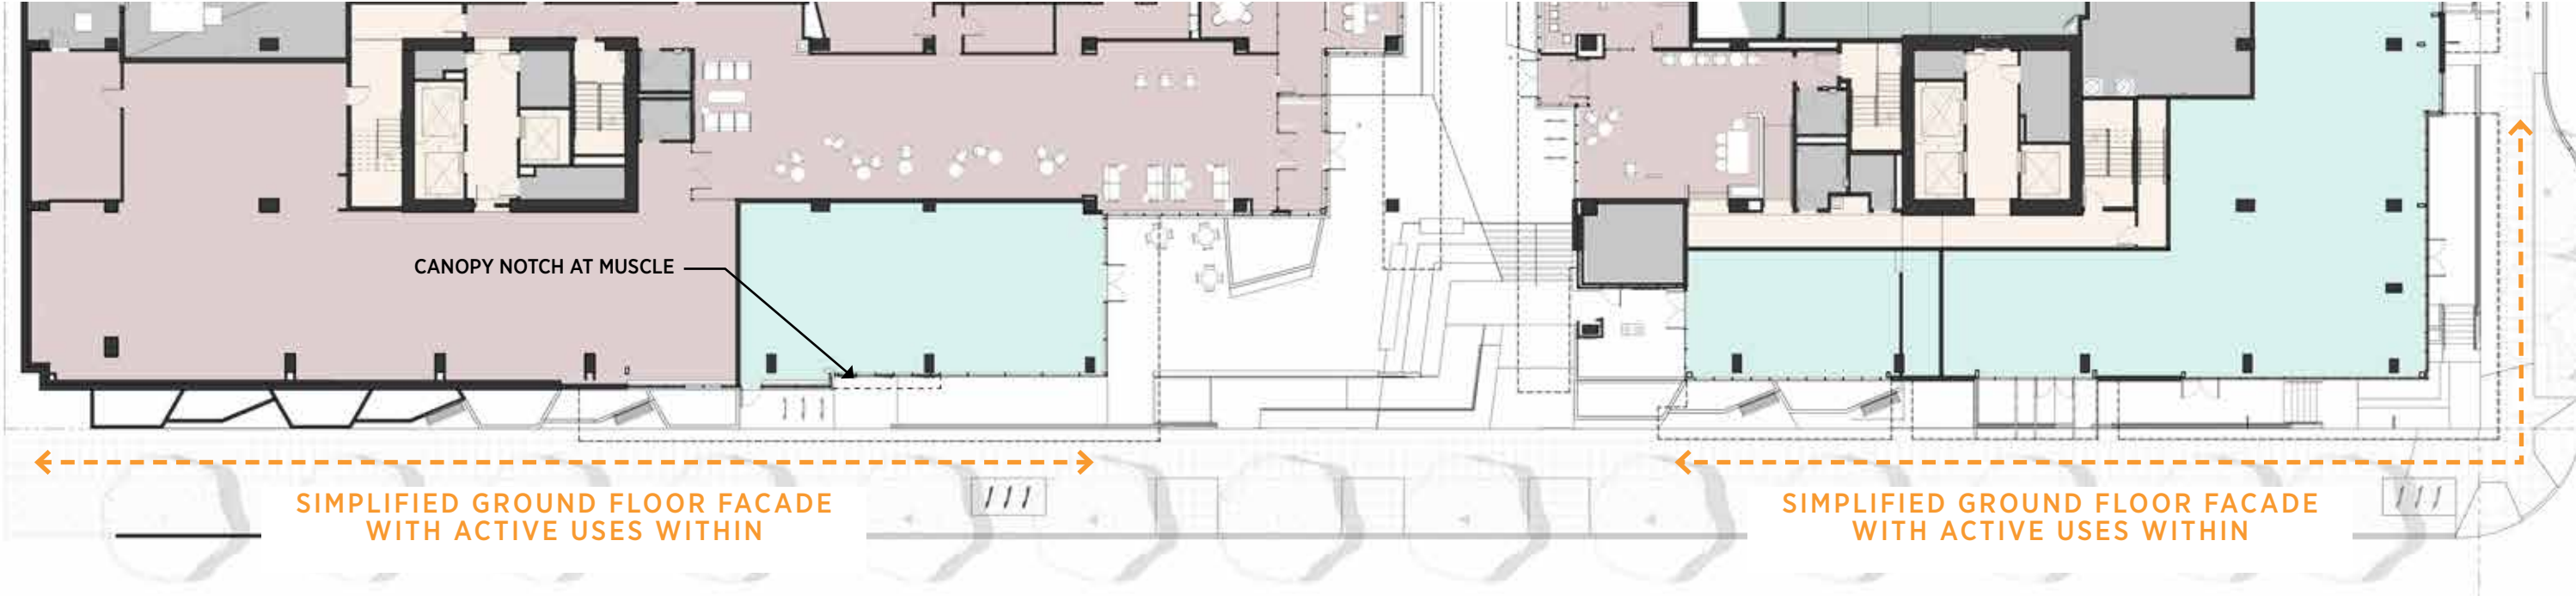 CANOPY NOTCH AT MUSCLE
SIMPLIFIED GROUND FLOOR FACADE
WITH ACTIVE USES WITHIN
SIMPLIFIED GROUND FLOOR FACADE
WITH ACTIVE USES WITHIN